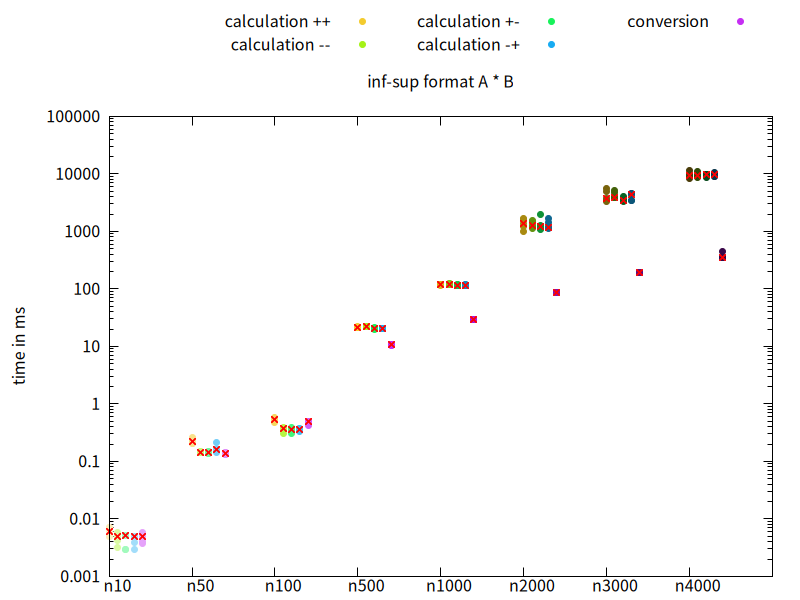 calculation ++ calculation +- conversion
calculation -- calculation -+
inf-sup format A * B
100000
10000
1000
100
10
1
0.1
0.01
0.001
time in ms
n10 n50 n100 n500 n1000 n2000 n3000 n4000